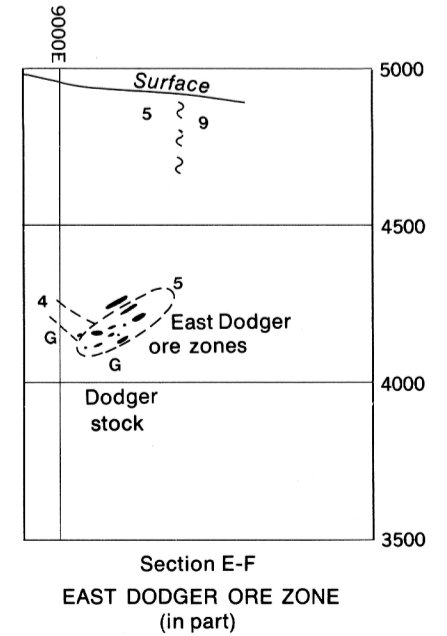 9000E
5000
Surface
5
9
4500
5
4
East Dodger
ore zones
G
G
4000
Dodger
stock
3500
Section E-F
EAST DODGER ORE ZONE
(in part)